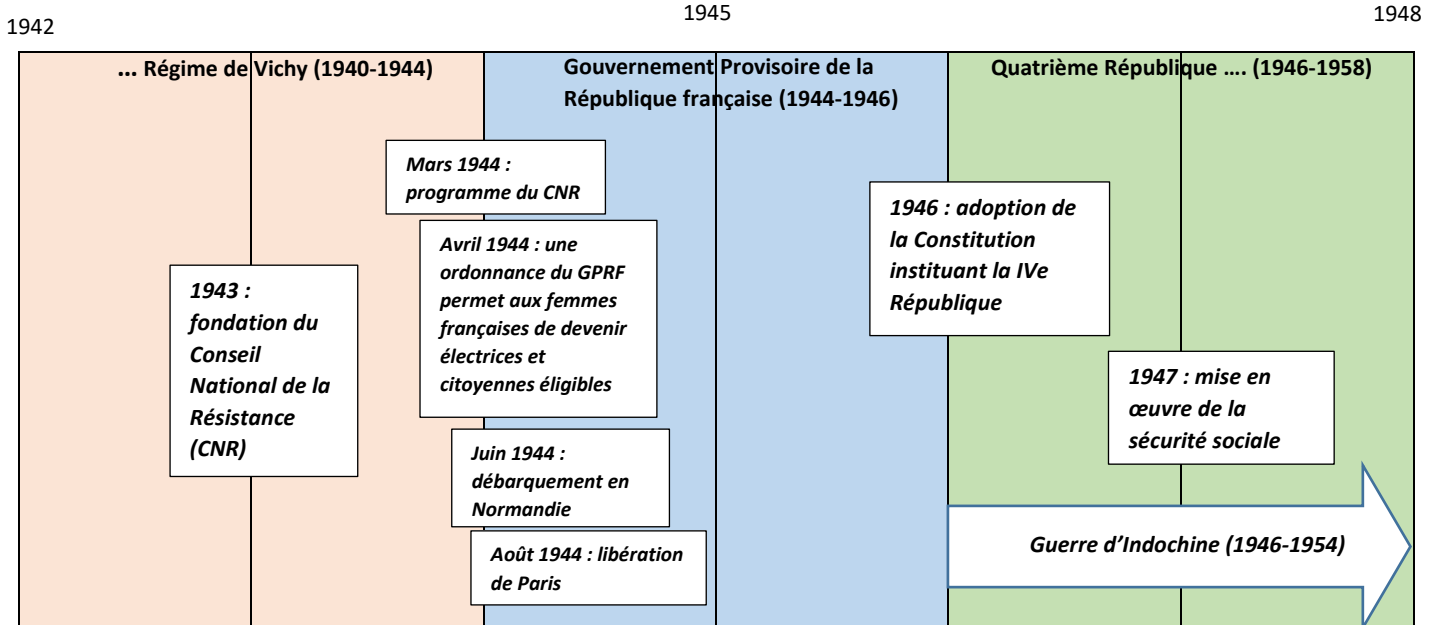 1942
1945
1948
... Régime de Vichy (1940-1944)
Gouvernement Provisoire de la
République française (1944-1946)
Quatrième République .... (1946-1958)
Mars 1944 :
programme du CNR
Avril 1944 : une
ordonnance du GPRF
permet aux femmes
françaises de devenir
électrices et
citoyennes éligibles
1943 :
fondation du
Conseil
National de la
Résistance
(CNR)
Juin 1944 :
débarquement en
Normandie
Août 1944 : libération
de Paris
1946 : adoption de
la Constitution
instituant la IVe
République
1947 : mise en
œuvre de la
sécurité sociale
Guerre d’Indochine (1946-1954)